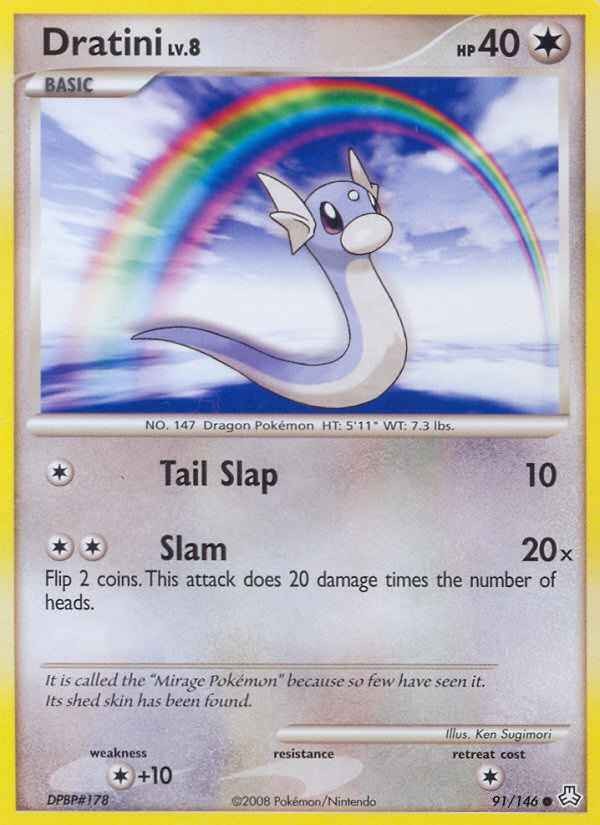 Dratini LV.8 HP 40
BASIC
NO. 147 Dragon Pokémon HT: 5'11" WT: 7.3 lbs.
Tail Slap 10
Slam 20x
Flip 2 coins. This attack does 20 damage times the number of
heads.
It is called the "Mirage Pokémon" because so few have seen it.
Its shed skin has been found.
Illus. Ken Sugimori
weakness resistance retreat cost
+10
DPBP#178 ©2008 Pokémon/Nintendo 91/146